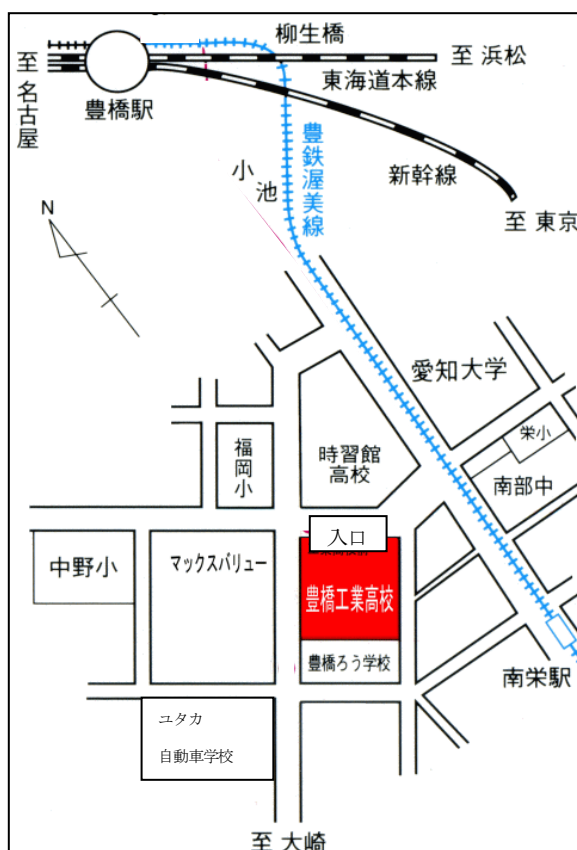 柳生橋
至 浜松
至 名古屋
東海道本線
豊橋駅
豊鉄渥美線
新幹線
小池
至 東京
N
愛知大学
栄小
福岡小
時習館
高校
南部中
入口
中野小
マックスバリュー
豊橋工業高校
豊橋ろう学校
南栄駅
ユタカ
自動車学校
至 大崎